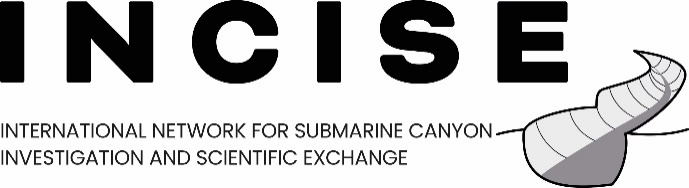 INCISE
INTERNATIONAL NETWORK FOR SUBMARINE CANYON
INVESTIGATION AND SCIENTIFIC EXCHANGE